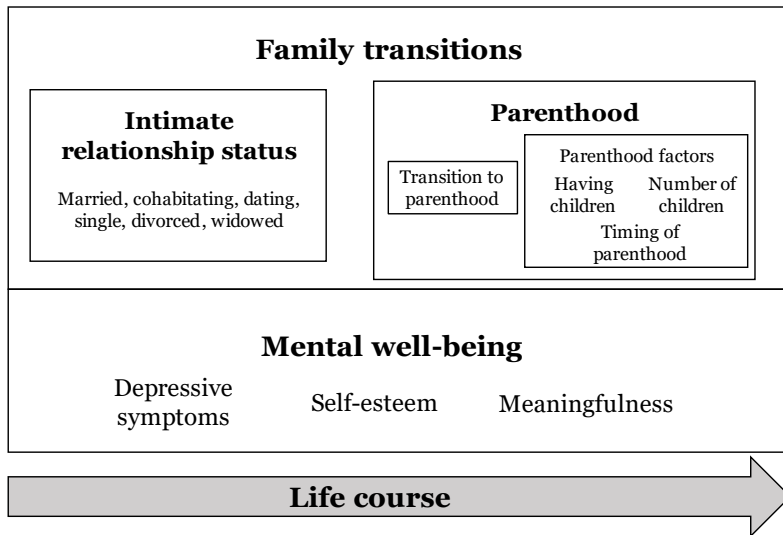 Family transitions
Intimate
relationship status
Married, cohabitating, dating,
single, divorced, widowed
Parenthood
Transition to
parenthood
Parenthood factors
Having
children
Number of
children
Timing of
parenthood
Mental well-being
Depressive
symptoms
Self-esteem
Meaningfulness
Life course